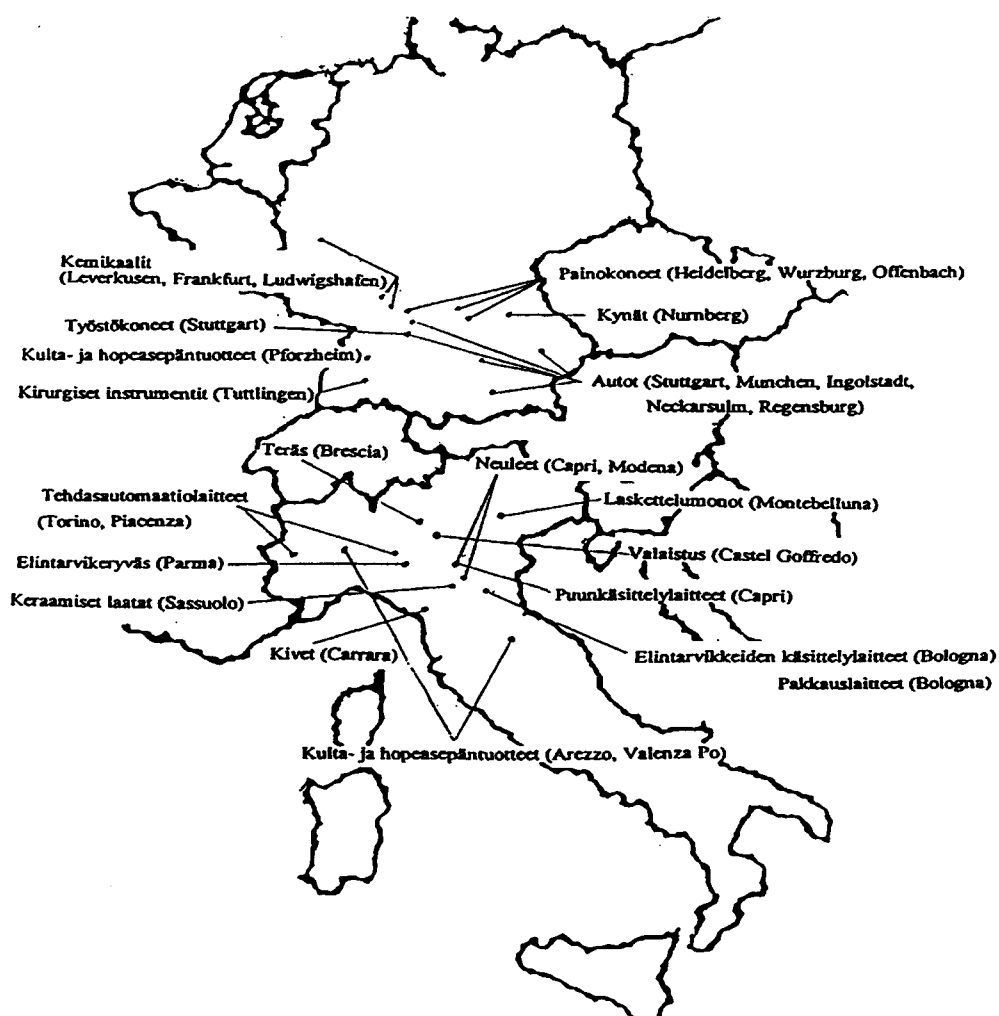 Kemikaalit
(Leverkusen, Frankfurt, Ludwigshafen)
Painokoneet (Heidelberg, Wurzburg, Offenbach)
Työstökoneet (Stuttgart)
Kynät (Nurnberg)
Kulta- ja hopeasepäntuotteet (Pforzheim)
Kirurgiset instrumentit (Tuttlingen)
Autot (Stuttgart, Munchen, Ingolstadt,
Neckarsulm, Regensburg)
Teräs (Brescia)
Neuleet (Capri, Modena)
Tehdasautomaatiolaitteet
(Torino, Piacenza)
Laskettelumonot (Montebelluna)
Elintarvikeryväs (Parma)
Valaistus (Castel Goffredo)
Keraamiset laatat (Sassuolo)
Puunkäsittelylaitteet (Capri)
Kivet (Carrara)
Elintarvikkeiden käsittelylaitteet (Bologna)
Pakkauslaitteet (Bologna)
Kulta- ja hopeasepäntuotteet (Arezzo, Valenza Po)